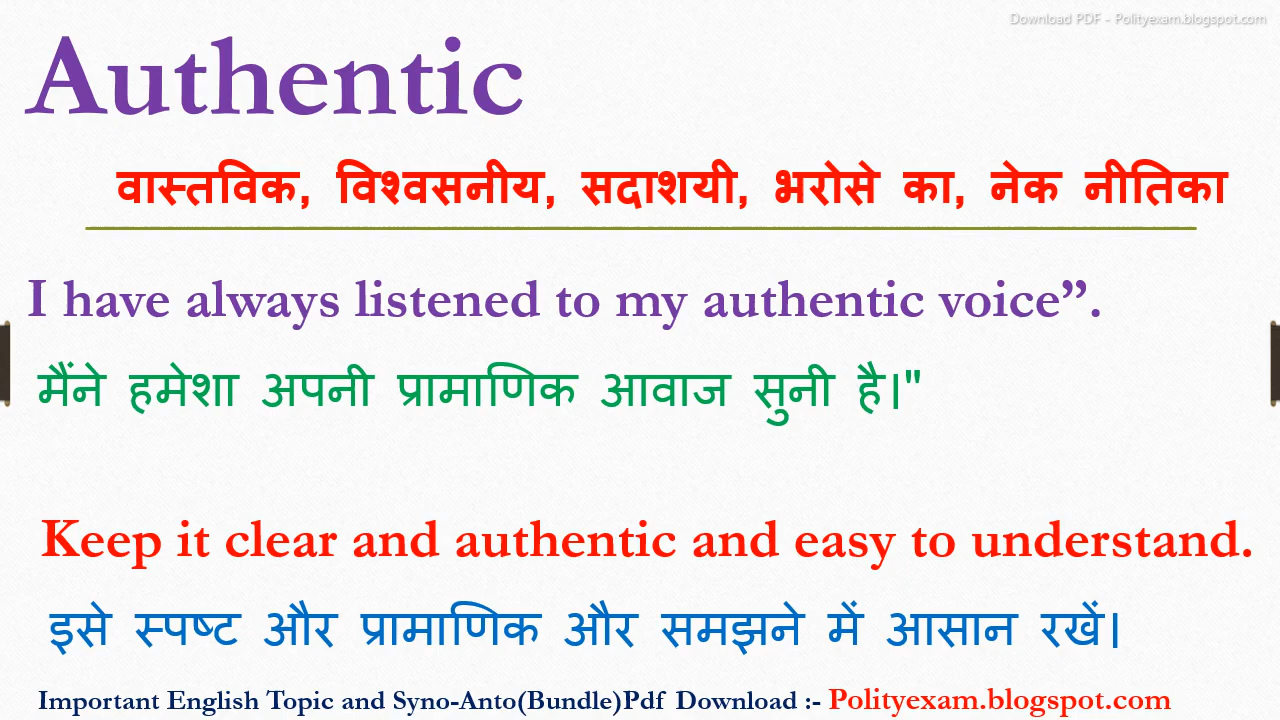 Download PDF - Polityexam.blogspot.com
Authentic
वास्तविक, विश्वसनीय, सदाशयी, भरोसे का, नेक नीतिका
I have always listened to my authentic voice”.
मैंने हमेशा अपनी प्रामाणिक आवाज सुनी है।"
Keep it clear and authentic and easy to understand.
इसे स्पष्ट और प्रामाणिक और समझने में आसान रखें।
Important English Topic and Syno-Anto(Bundle)Pdf Download :- Polityexam.blogspot.com